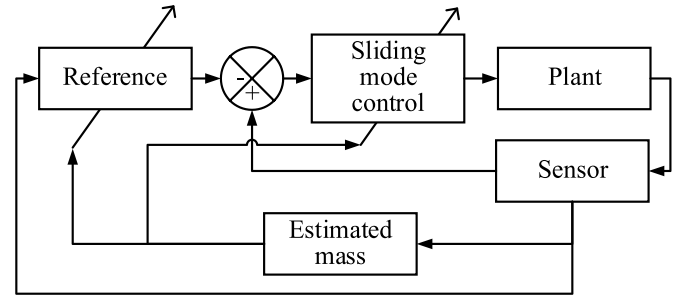 Reference
-
+
Sliding
mode
control
Plant
Sensor
Estimated
mass